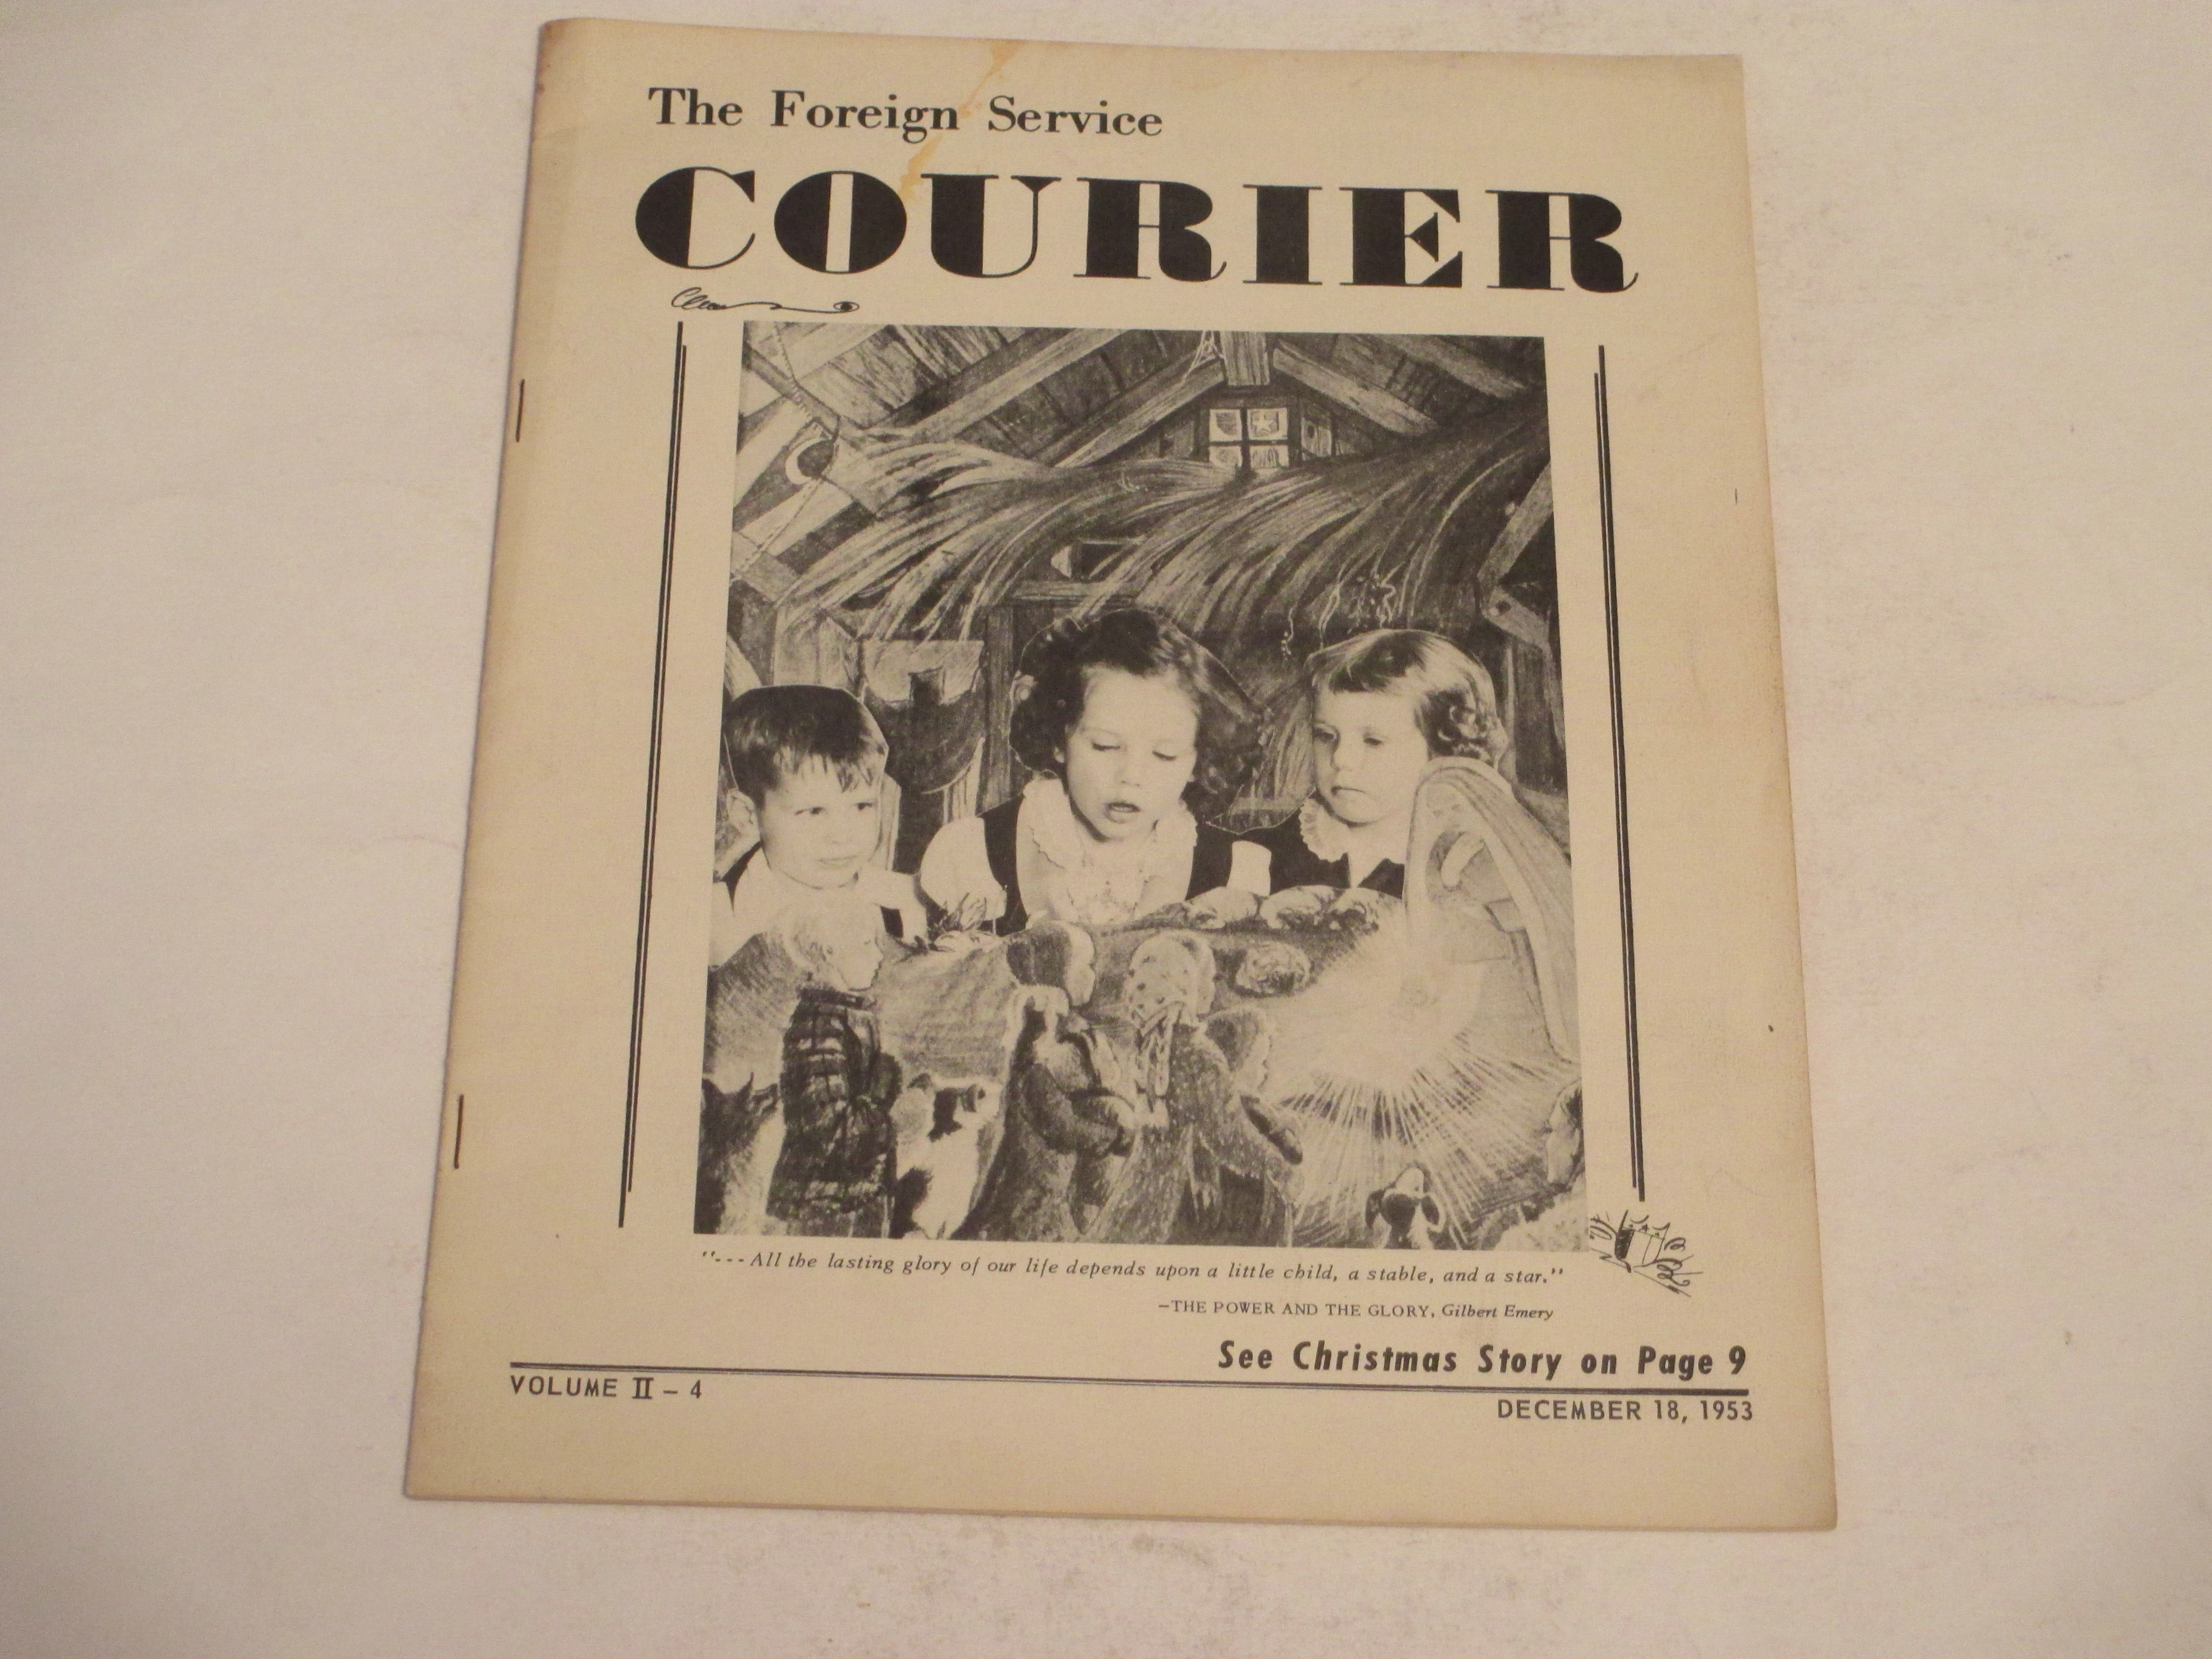 The Foreign Service
COURIER
"--- All the lasting glory of our life depends upon a little child, a stable, and a star."
—THE POWER AND THE GLORY, Gilbert Emery
See Christmas Story on Page 9
VOLUME II – 4
DECEMBER 18, 1953